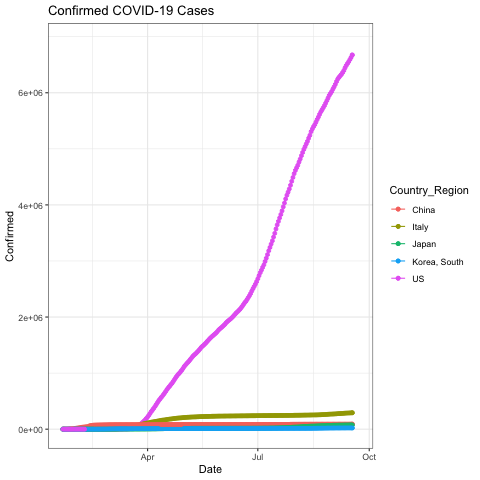 Confirmed COVID-19 Cases
6e+06
4e+06
2e+06
0e+00
Confirmed
Apr
Jul
Oct
Date
Country_Region
China
Italy
Japan
Korea, South
US